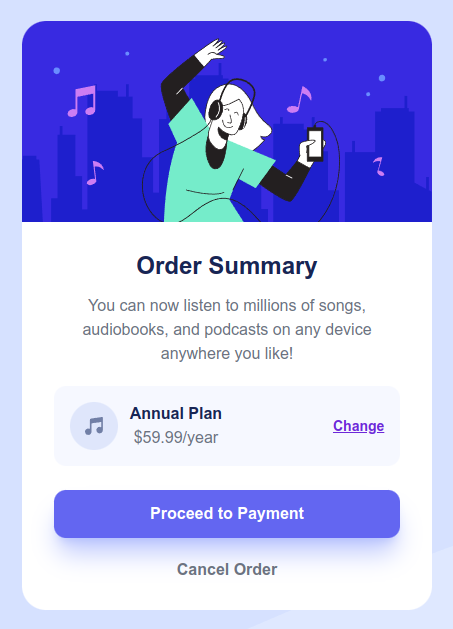 Order Summary
You can now listen to millions of songs,
audiobooks, and podcasts on any device
anywhere you like!
Annual Plan
$59.99/year
Change
Proceed to Payment
Cancel Order